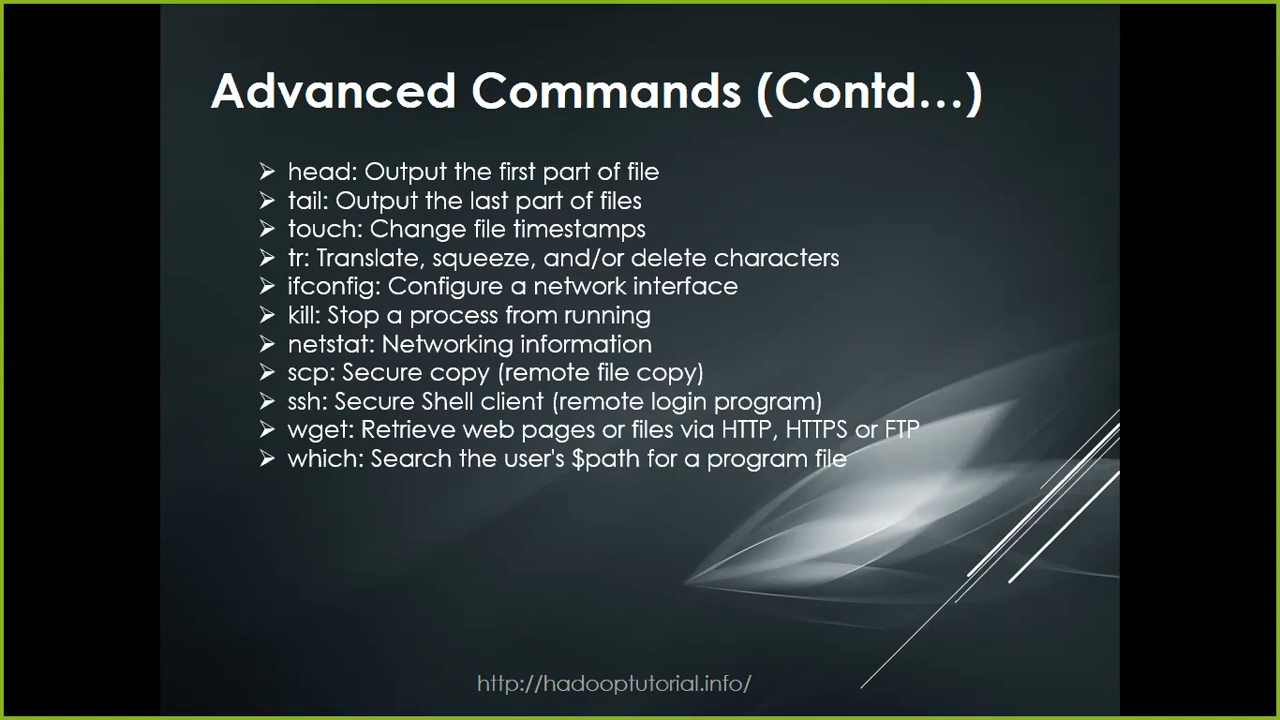 Advanced Commands (Contd...)
head: Output the first part of file
tail: Output the last part of files
touch: Change file timestamps
tr: Translate, squeeze, and/or delete characters
ifconfig: Configure a network interface
kill: Stop a process from running
netstat: Networking information
scp: Secure copy (remote file copy)
ssh: Secure Shell client (remote login program)
wget: Retrieve web pages or files via HTTP, HTTPS or FTP
which: Search the user's $path for a program file
http://hadooptutorial.info/